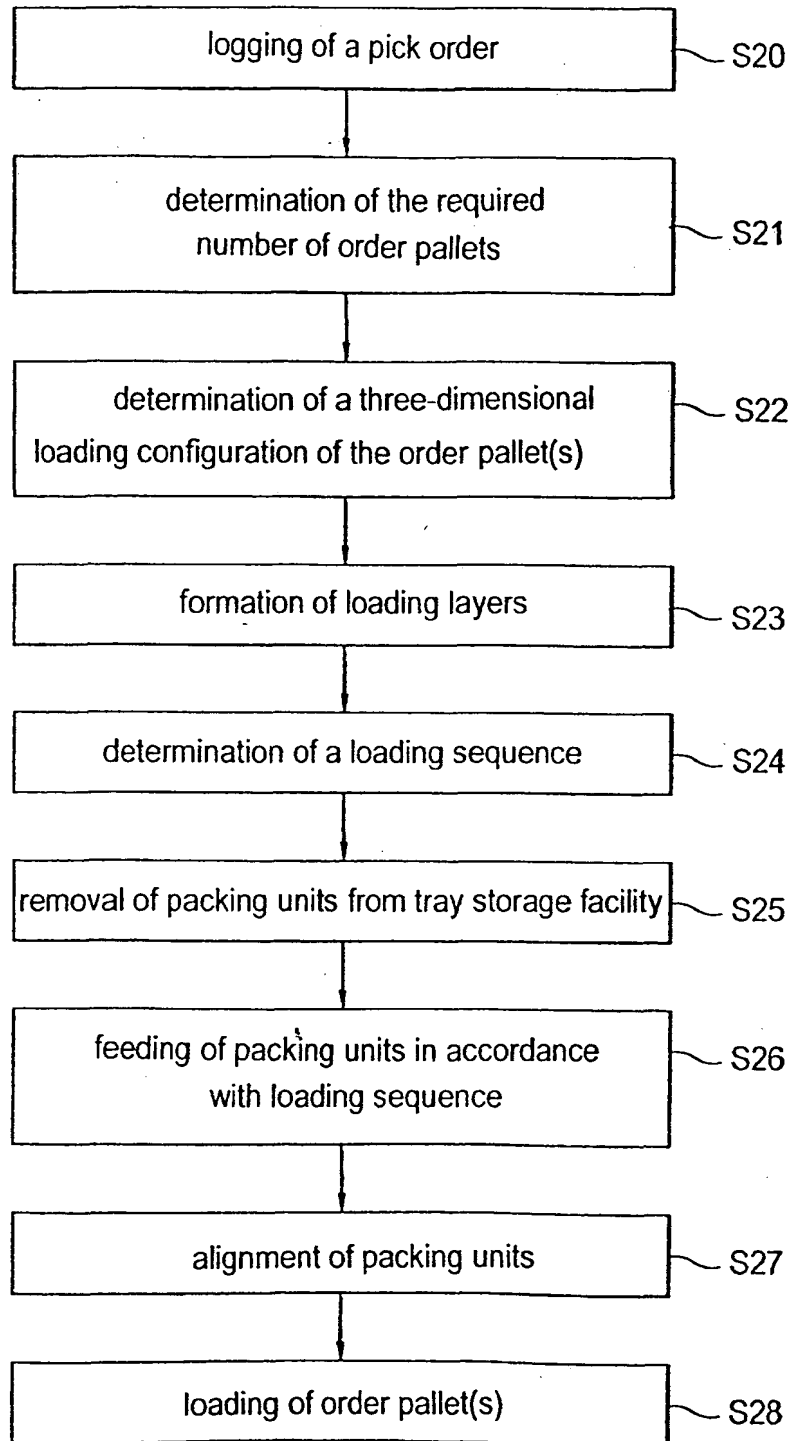 logging of a pick order
S20
determination of the required
number of order pallets
S21
determination of a three-dimensional
loading configuration of the order pallet(s)
S22
formation of loading layers
S23
determination of a loading sequence
S24
removal of packing units from tray storage facility
S25
feeding of packing units in accordance
with loading sequence
S26
alignment of packing units
S27
loading of order pallet(s)
S28